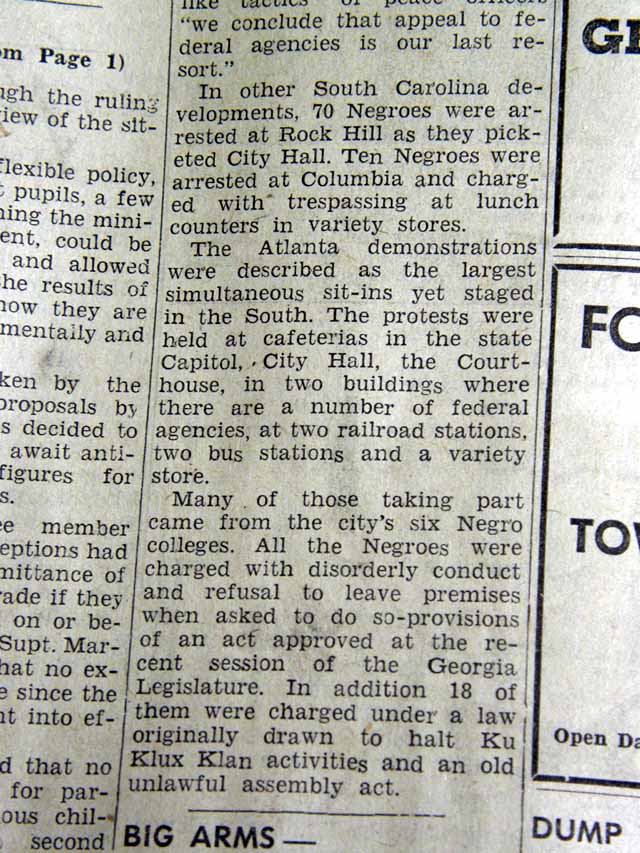 om Page 1)
ugh the ruling
iew of the sit-
flexible policy,
pupils, a few
ning the mini-
ent, could be
and allowed
he results of
now they are
mentally and
ken by the
proposals by
s decided to
await anti-
figures for
s.
ee member
eptions had
mittance of
ade if they
on or be-
Supt. Mar-
hat no ex-
e since the
nt into ef-
d that no
for par-
ous chil-
second
like tactics of peace officers
"we conclude that appeal to fe-
deral agencies is our last re-
sort."
In other South Carolina de-
velopments, 70 Negroes were ar-
rested at Rock Hill as they pick-
eted City Hall. Ten Negroes were
arrested at Columbia and charg-
ed with trespassing at lunch
counters in variety stores.
The Atlanta demonstrations
were described as the largest
simultaneous sit-ins yet staged
in the South. The protests were
held at cafeterias in the state
Capitol, City Hall, the Court-
house, in two buildings where
there are a number of federal
agencies, at two railroad stations,
two bus stations and a variety
store.
Many of those taking part
came from the city's six Negro
colleges. All the Negroes were
charged with disorderly conduct
and refusal to leave premises
when asked to do so-provisions
of an act approved at the re-
cent session of the Georgia
Legislature. In addition 18 of
them were charged under a law
originally drawn to halt Ku
Klux Klan activities and an old
unlawful assembly act.
BIG ARMS —
GI
FO
TOW
Open Da
DUMP